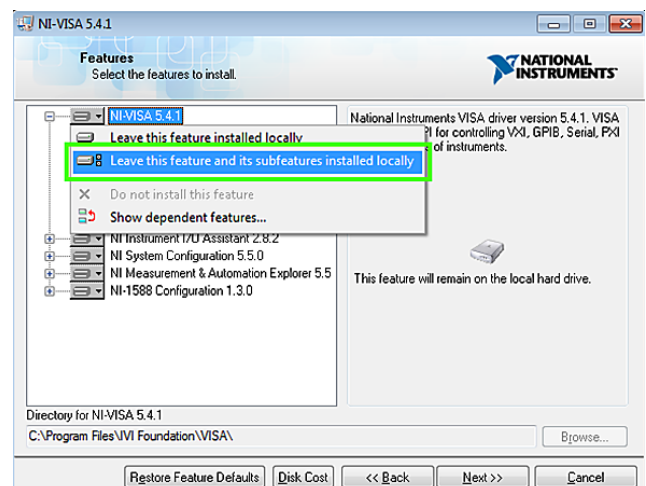 NI-VISA 5.4.1
Features
Select the features to install.
NATIONAL
INSTRUMENTS
NI-VISA 5.4.1
Leave this feature installed locally
Leave this feature and its subfeatures installed locally
Do not install this feature
Show dependent features...
NI Instrument I/O Assistant 2.8.2
NI System Configuration 5.5.0
NI Measurement & Automation Explorer 5.5
NI-1588 Configuration 1.3.0
National Instruments VISA driver version 5.4.1. VISA
for controlling VXI, GPIB, Serial, PXI
of instruments.
This feature will remain on the local hard drive.
Directory for NI-VISA 5.4.1
C:\Program Files\IVI Foundation\VISA\
Browse...
Restore Feature Defaults
Disk Cost
<< Back
Next >>
Cancel